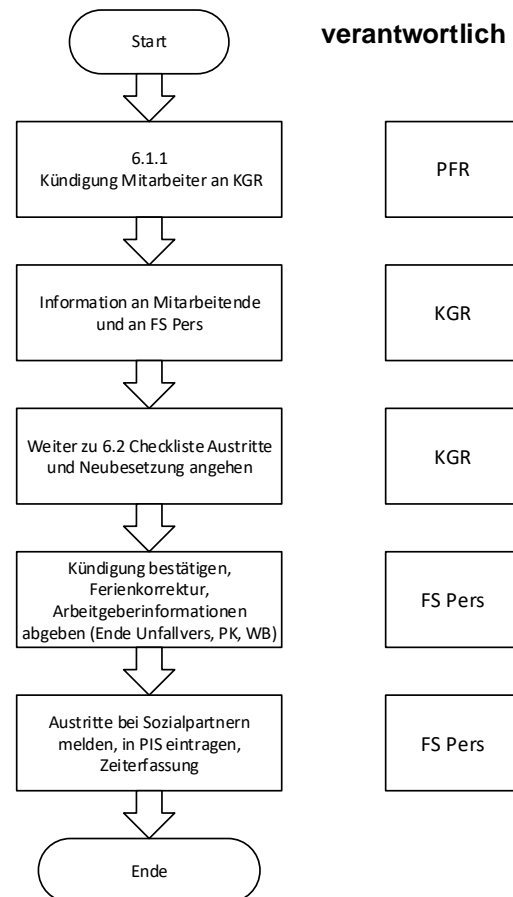 Start
verantwortlich
6.1.1
Kündigung Mitarbeiter an KGR
PFR
Information an Mitarbeitende
und an FS Pers
KGR
Weiter zu 6.2 Checkliste Austritte
und Neubesetzung angehen
KGR
Kündigung bestätigen,
Ferienkorrektur,
Arbeitgeberinformationen
abgeben (Ende Unfallvers, PK, WB)
FS Pers
Austritte bei Sozialpartnern
melden, in PIS eintragen,
Zeiterfassung
FS Pers
Ende